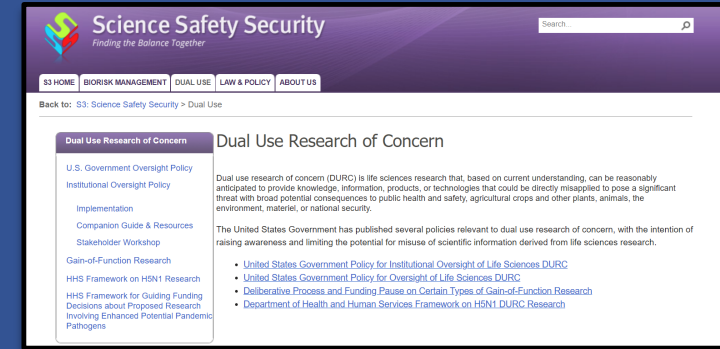 Science Safety Security
Finding the Balance Together
Search ...
S3 HOME
BIORISK MANAGEMENT
DUAL USE
LAW & POLICY
ABOUT US
Back to: S3: Science Safety Security > Dual Use
Dual Use Research of Concern
U.S. Government Oversight Policy
Institutional Oversight Policy
Implementation
Companion Guide & Resources
Stakeholder Workshop
Gain-of-Function Research
HHS Framework on H5N1 Research
HHS Framework for Guiding Funding
Decisions about Proposed Research
Involving Enhanced Potential Pandemic
Pathogens
Dual Use Research of Concern
Dual use research of concern (DURC) is life sciences research that, based on current understanding, can be reasonably
anticipated to provide knowledge, information, products, or technologies that could be directly misapplied to pose a significant
threat with broad potential consequences to public health and safety, agricultural crops and other plants, animals, the
environment, materiel, or national security.
The United States Government has published several policies relevant to dual use research of concern, with the intention of
raising awareness and limiting the potential for misuse of scientific information derived from life sciences research.
• United States Government Policy for Institutional Oversight of Life Sciences DURC
• United States Government Policy for Oversight of Life Sciences DURC
• Deliberative Process and Funding Pause on Certain Types of Gain-of-Function Research
• Department of Health and Human Services Framework on H5N1 DURC Research